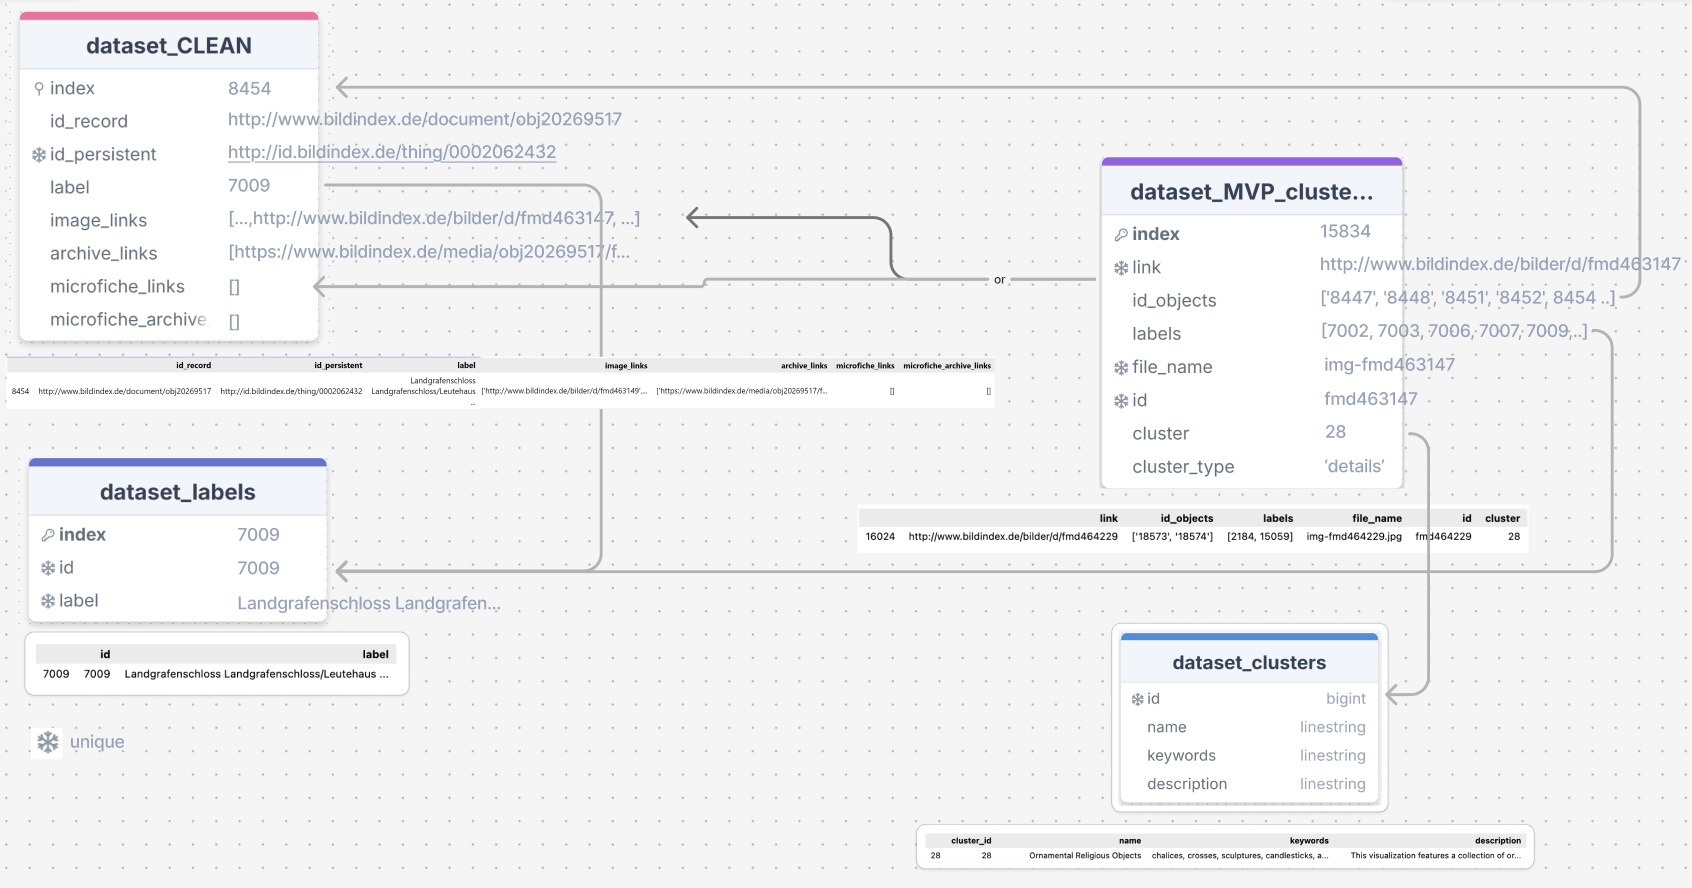 dataset_CLEAN
index 8454
id_record http://www.bildindex.de/document/obj20269517
id_persistent http://id.bildindex.de/thing/0002062432
label 7009
image_links [...,http://www.bildindex.de/bilder/d/fmd463147, ...]
archive_links [https://www.bildindex.de/media/obj20269517/f...
microfiche_links []
microfiche_archive []
or
dataset_MVP_cluste...
index 15834
link http://www.bildindex.de/bilder/d/fmd463147
id_objects ['8447', '8448', '8451', '8452', 8454 ..]
labels [7002, 7003, 7006, 7007, 7009,..]
file_name img-fmd463147
id fmd463147
cluster 28
cluster_type ‘details’
id_record id_persistent label image_links archive_links microfiche_links microfiche_archive_links
Landgrafenschloss
8454 http://www.bildindex.de/document/obj20269517 http://id.bildindex.de/thing/0002062432 Landgrafenschloss/Leutehaus ['http://www.bildindex.de/bilder/d/fmd463149'... ['https://www.bildindex.de/media/obj20269517/f... [] []
...
dataset_labels
index 7009
id 7009
label Landgrafenschloss Landgrafen...
id label
7009 7009 Landgrafenschloss Landgrafenschloss/Leutehaus ...
unique
link id_objects labels file_name id cluster
16024 http://www.bildindex.de/bilder/d/fmd464229 ['18573', '18574'] [2184, 15059] img-fmd464229.jpg fmd464229 28
dataset_clusters
id bigint
name linestring
keywords linestring
description linestring
cluster_id name keywords description
28 28 Ornamental Religious Objects chalices, crosses, sculptures, candlesticks, a... This visualization features a collection of or...